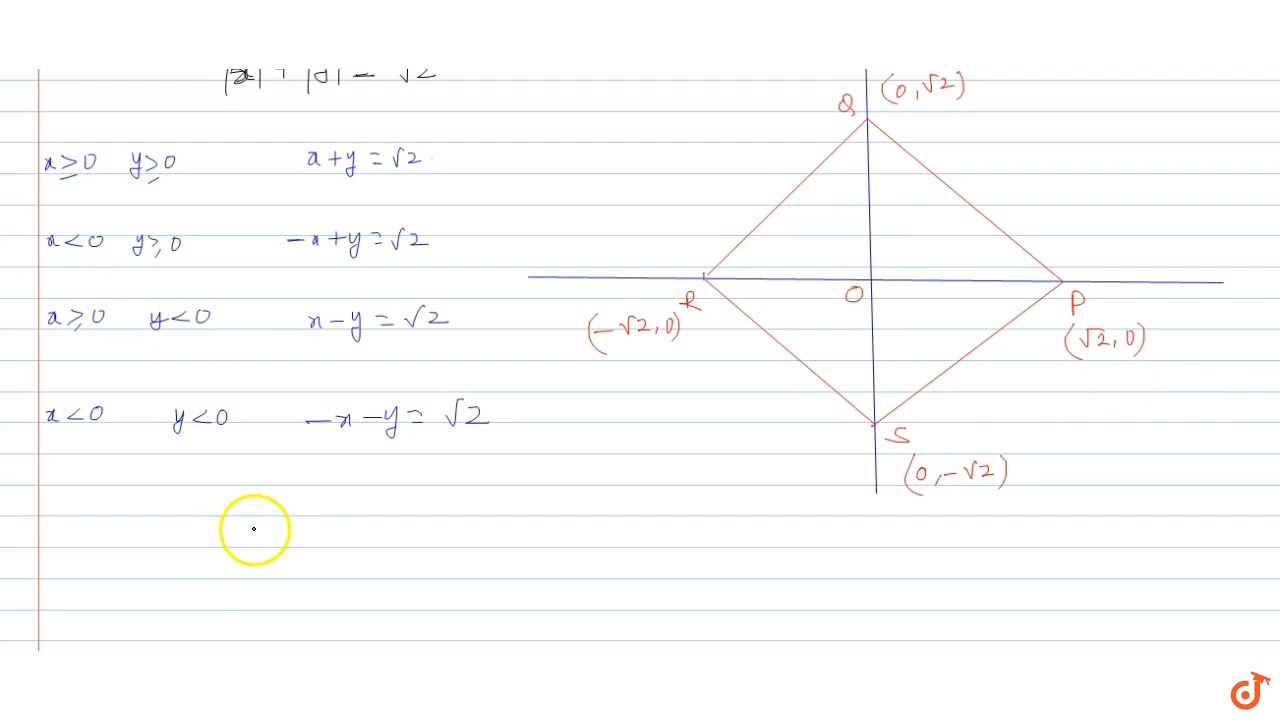 |x| + |y| = √2
x ≥ 0 y ≥ 0 x + y = √2
x < 0 y ≥ 0 -x + y = √2
x ≥ 0 y < 0 x - y = √2
x < 0 y < 0 -x - y = √2
Q (0, √2)
R O P
(-√2, 0) (√2, 0)
S
(0, -√2)